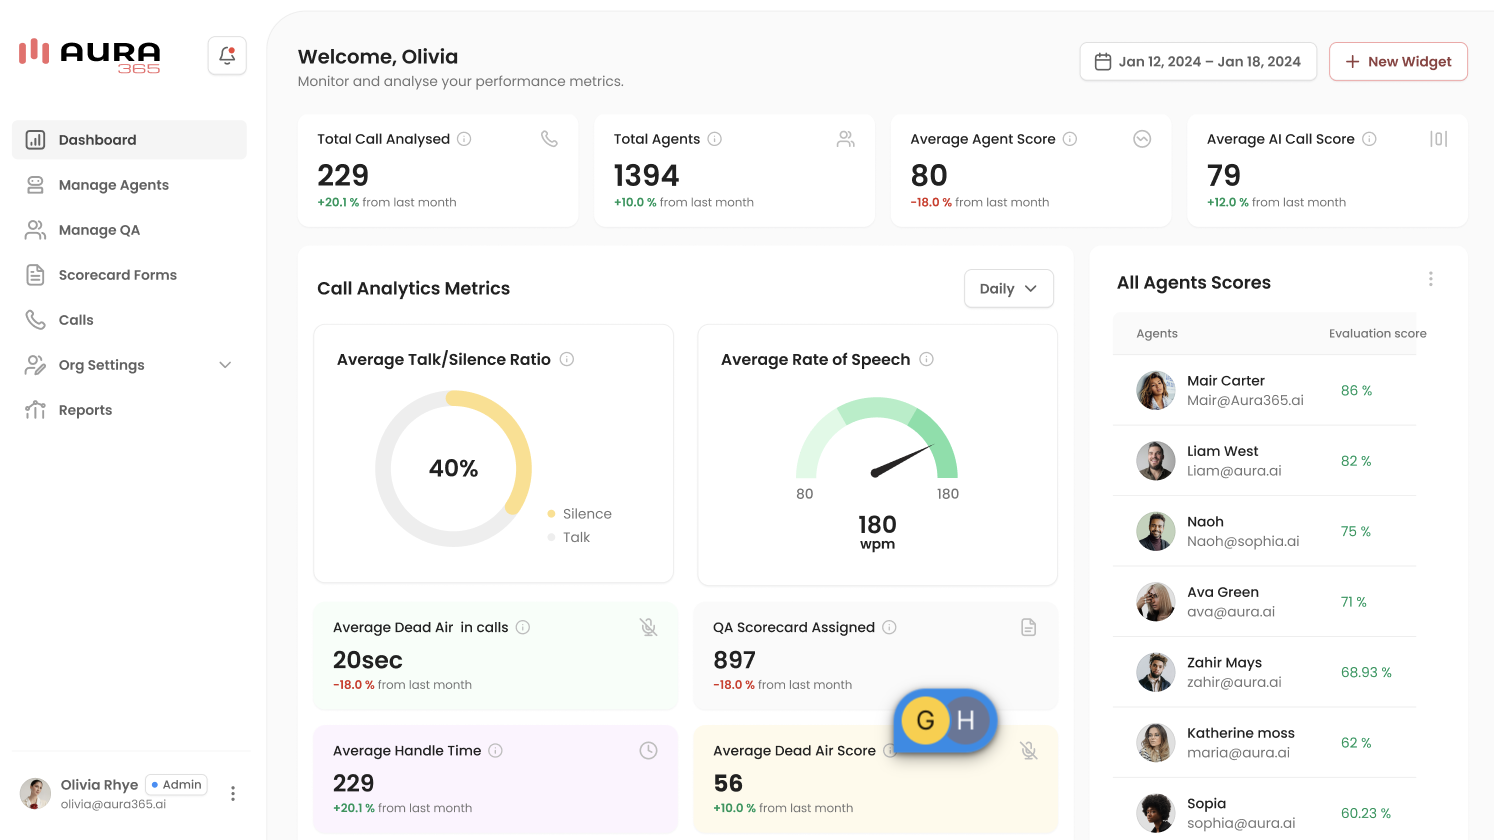 AURA
365
Dashboard
Manage Agents
Manage QA
Scorecard Forms
Calls
Org Settings
Reports
Olivia Rhye
Admin
olivia@aura365.ai
Welcome, Olivia
Monitor and analyse your performance metrics.
Jan 12, 2024 – Jan 18, 2024
New Widget
Total Call Analysed
229
+20.1 % from last month
Total Agents
1394
+10.0 % from last month
Average Agent Score
80
-18.0 % from last month
Average AI Call Score
79
+12.0 % from last month
Call Analytics Metrics
Daily
Average Talk/Silence Ratio
40%
Silence
Talk
Average Rate of Speech
80
180
180
wpm
Average Dead Air in calls
20sec
-18.0 % from last month
QA Scorecard Assigned
897
-18.0 % from last month
Average Handle Time
229
+20.1 % from last month
Average Dead Air Score
56
+10.0 % from last month
G H
All Agents Scores
Agents Evaluation score
Mair Carter
Mair@Aura365.ai
86 %
Liam West
Liam@aura.ai
82 %
Naoh
Naoh@sophia.ai
75 %
Ava Green
ava@aura.ai
71 %
Zahir Mays
zahir@aura.ai
68.93 %
Katherine moss
maria@aura.ai
62 %
Sopia
sophia@aura.ai
60.23 %